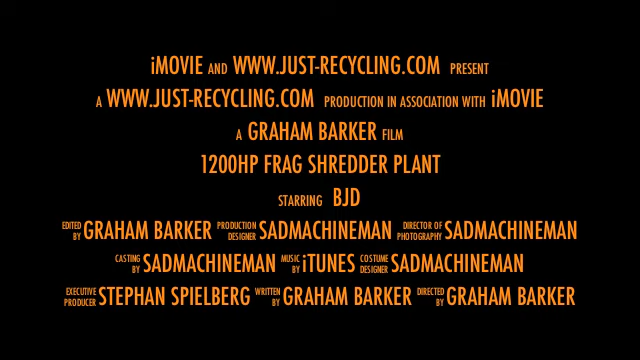 iMOVIE AND WWW.JUST-RECYCLING.COM PRESENT
A WWW.JUST-RECYCLING.COM PRODUCTION IN ASSOCIATION WITH iMOVIE
A GRAHAM BARKER FILM
1200HP FRAG SHREDDER PLANT
STARRING BJD
EDITED BY GRAHAM BARKER PRODUCTION DESIGNER SADMACHINEMAN DIRECTOR OF PHOTOGRAPHY SADMACHINEMAN
CASTING BY SADMACHINEMAN MUSIC BY iTUNES COSTUME DESIGNER SADMACHINEMAN
EXECUTIVE PRODUCER STEPHAN SPIELBERG WRITTEN BY GRAHAM BARKER DIRECTED BY GRAHAM BARKER